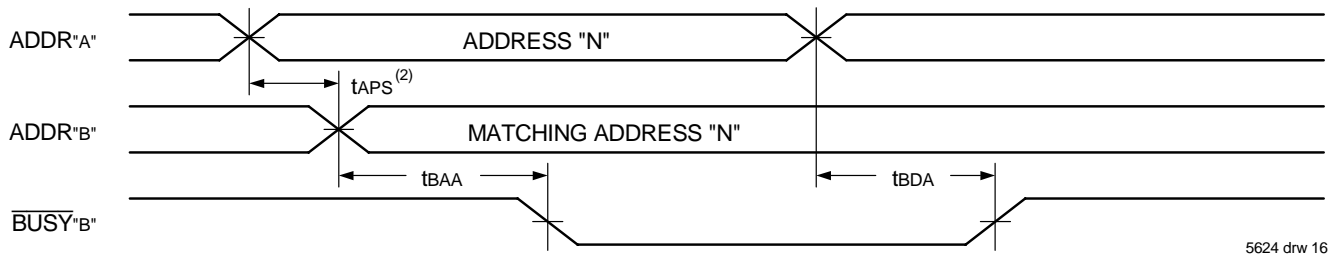 ADDR"A"
ADDRESS "N"
tAPS(2)
ADDR"B"
MATCHING ADDRESS "N"
tBAA
tBDA
BUSY"B"
5624 drw 16